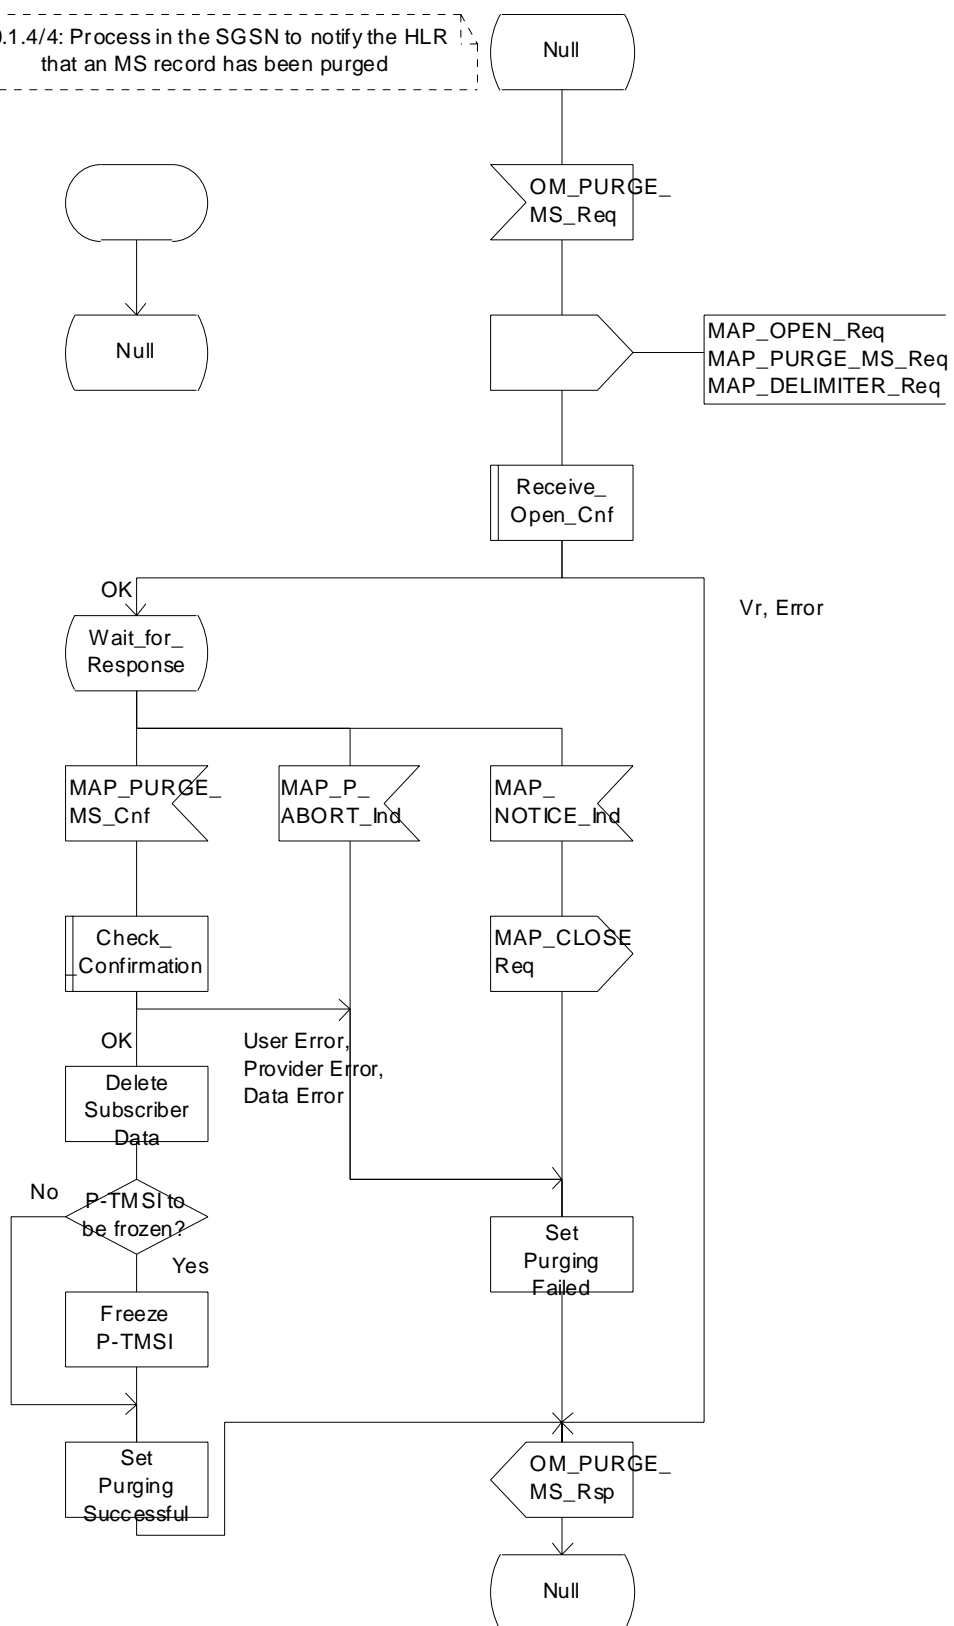 .1.4/4: Process in the SGSN to notify the HLR
that an MS record has been purged
Null
OM_PURGE_
MS_Req
Null
MAP_OPEN_Req
MAP_PURGE_MS_Req
MAP_DELIMITER_Req
Receive_
Open_Cnf
OK
Vr, Error
Wait_for_
Response
MAP_PURGE_
MS_Cnf
MAP_P_
ABORT_Ind
MAP_
NOTICE_Ind
Check_
Confirmation
MAP_CLOSE
Req
OK
User Error,
Provider Error,
Data Error
Delete
Subscriber
Data
No
P-TMSI to
be frozen?
Yes
Set
Purging
Failed
Freeze
P-TMSI
Set
Purging
Successful
OM_PURGE_
MS_Rsp
Null